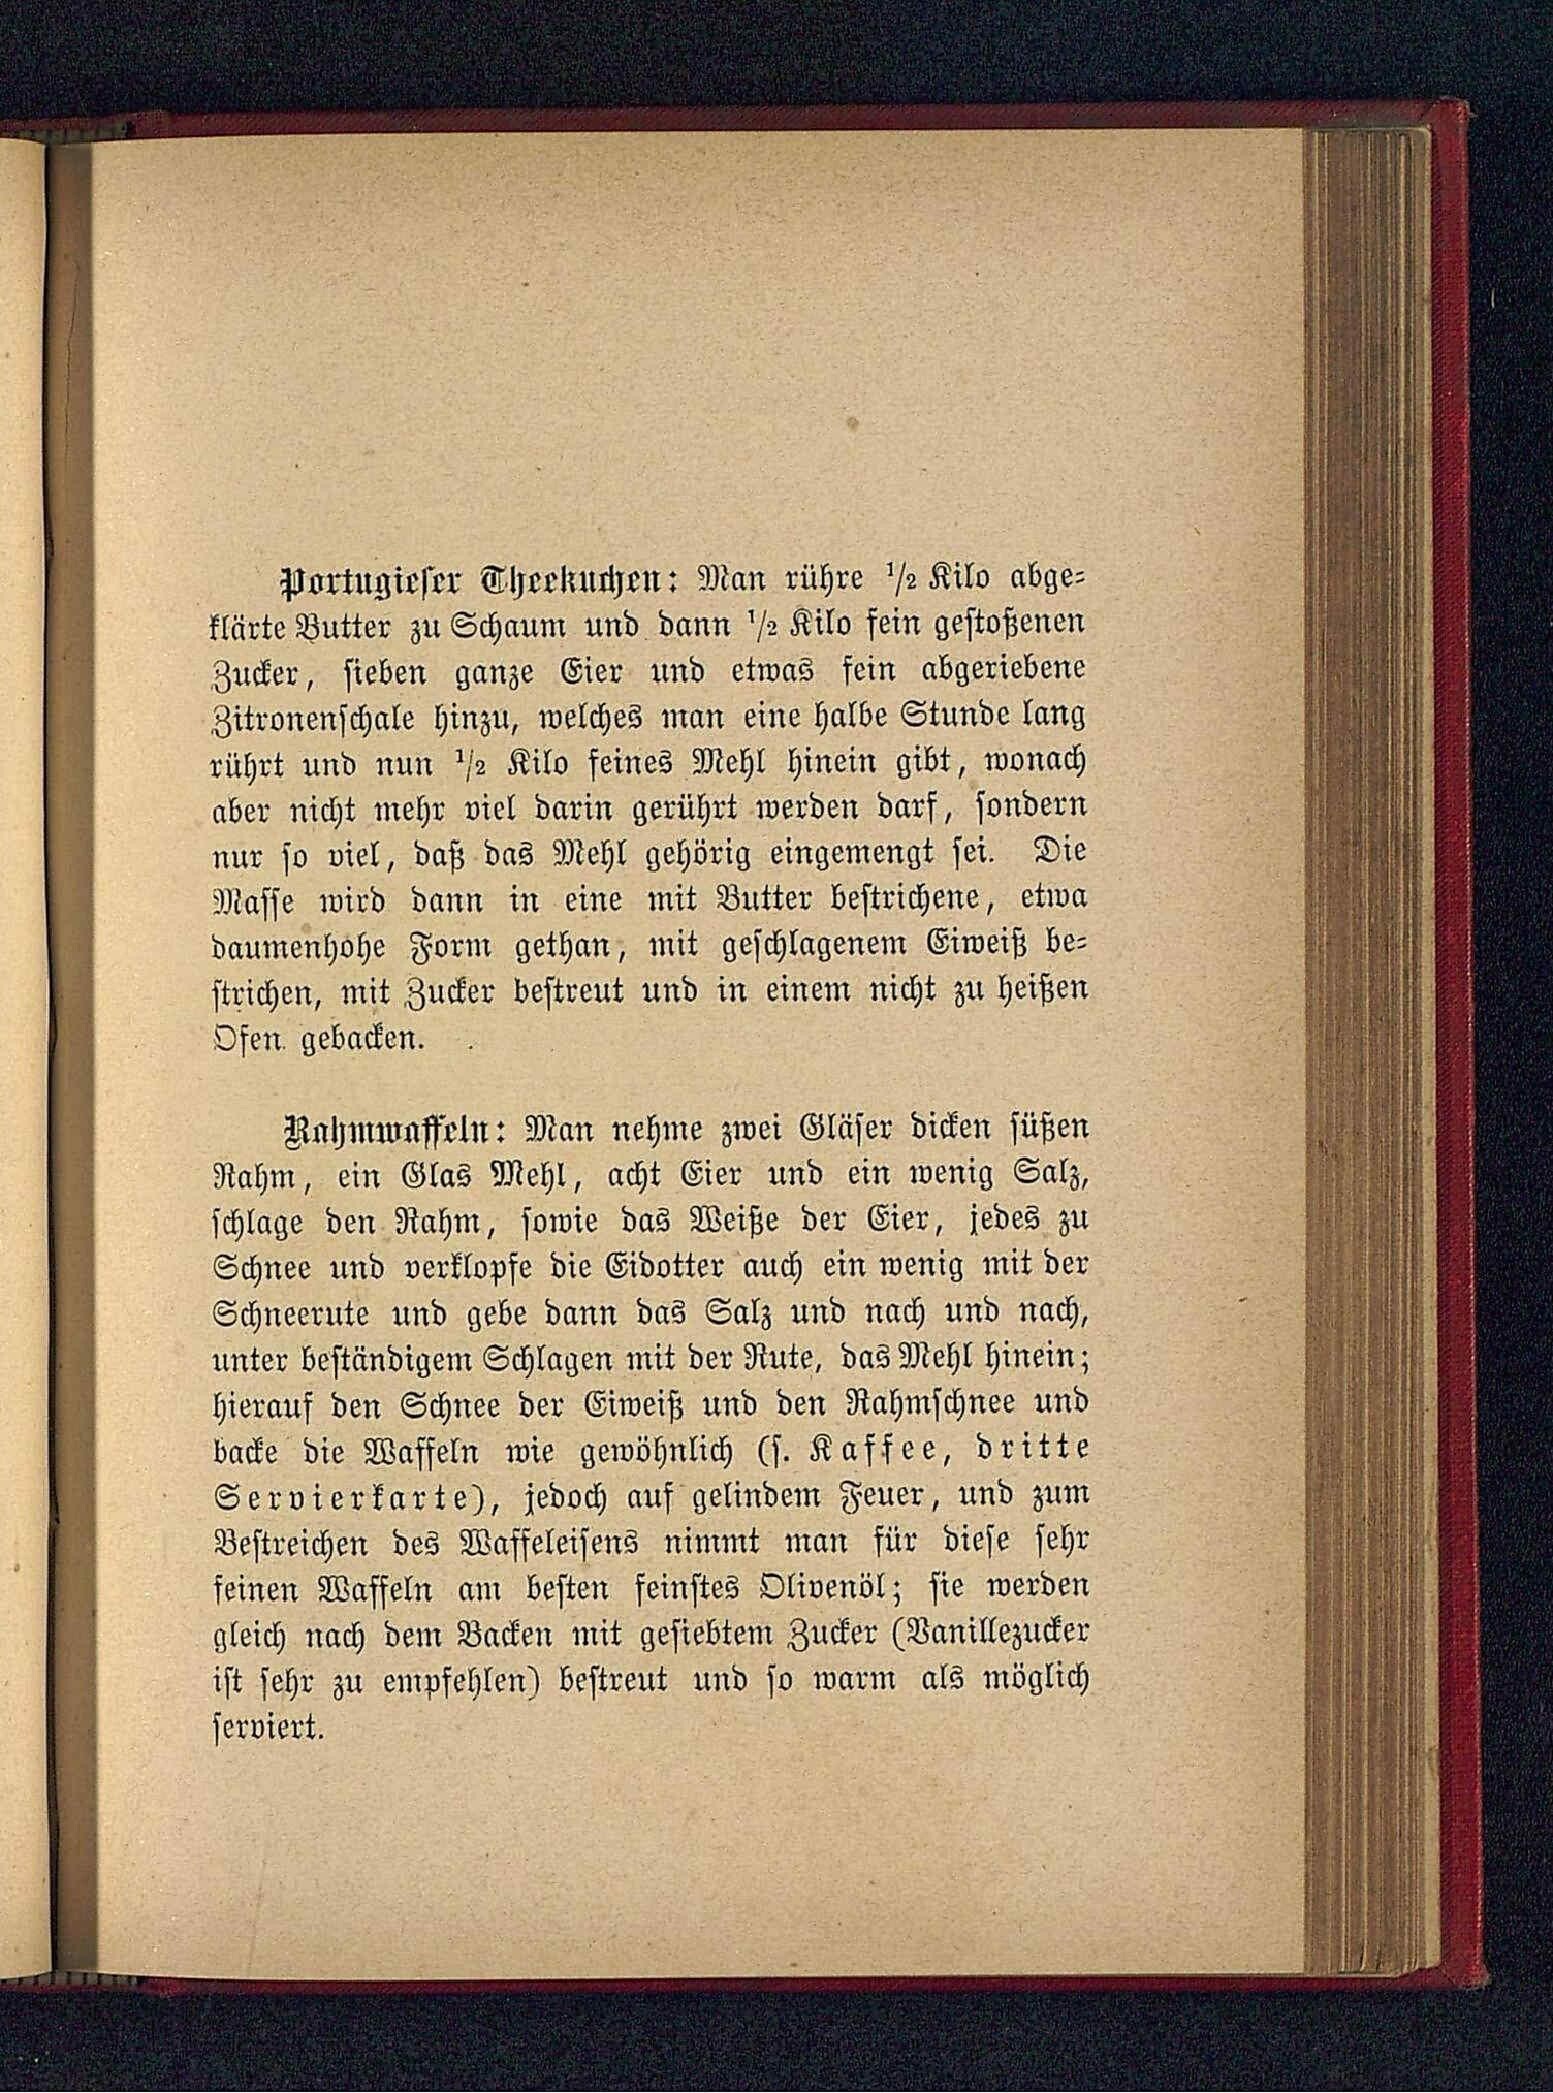 Portugieser Theekuchen: Man rühre ½ Kilo abge-
klärte Butter zu Schaum und dann ½ Kilo fein gestoßenen
Zucker, sieben ganze Eier und etwas fein abgeriebene
Zitronenschale hinzu, welches man eine halbe Stunde lang
rührt und nun ½ Kilo feines Mehl hinein gibt, wonach
aber nicht mehr viel darin gerührt werden darf, sondern
nur so viel, daß das Mehl gehörig eingemengt sei. Die
Masse wird dann in eine mit Butter bestrichene, etwa
daumenhohe Form gethan, mit geschlagenem Eiweiß be-
strichen, mit Zucker bestreut und in einem nicht zu heißen
Ofen gebacken.
Rahmwaffeln: Man nehme zwei Gläser dicken süßen
Rahm, ein Glas Mehl, acht Eier und ein wenig Salz,
schlage den Rahm, sowie das Weiße der Eier, jedes zu
Schnee und verklopfe die Eidotter auch ein wenig mit der
Schneerute und gebe dann das Salz und nach und nach,
unter beständigem Schlagen mit der Rute, das Mehl hinein;
hierauf den Schnee der Eiweiß und den Rahmschnee und
backe die Waffeln wie gewöhnlich (s. Kaffee, dritte
Servierkarte), jedoch auf gelindem Feuer, und zum
Bestreichen des Waffeleisens nimmt man für diese sehr
feinen Waffeln am besten feinstes Olivenöl; sie werden
gleich nach dem Backen mit gesiebtem Zucker (Vanillezucker
ist sehr zu empfehlen) bestreut und so warm als möglich
serviert.